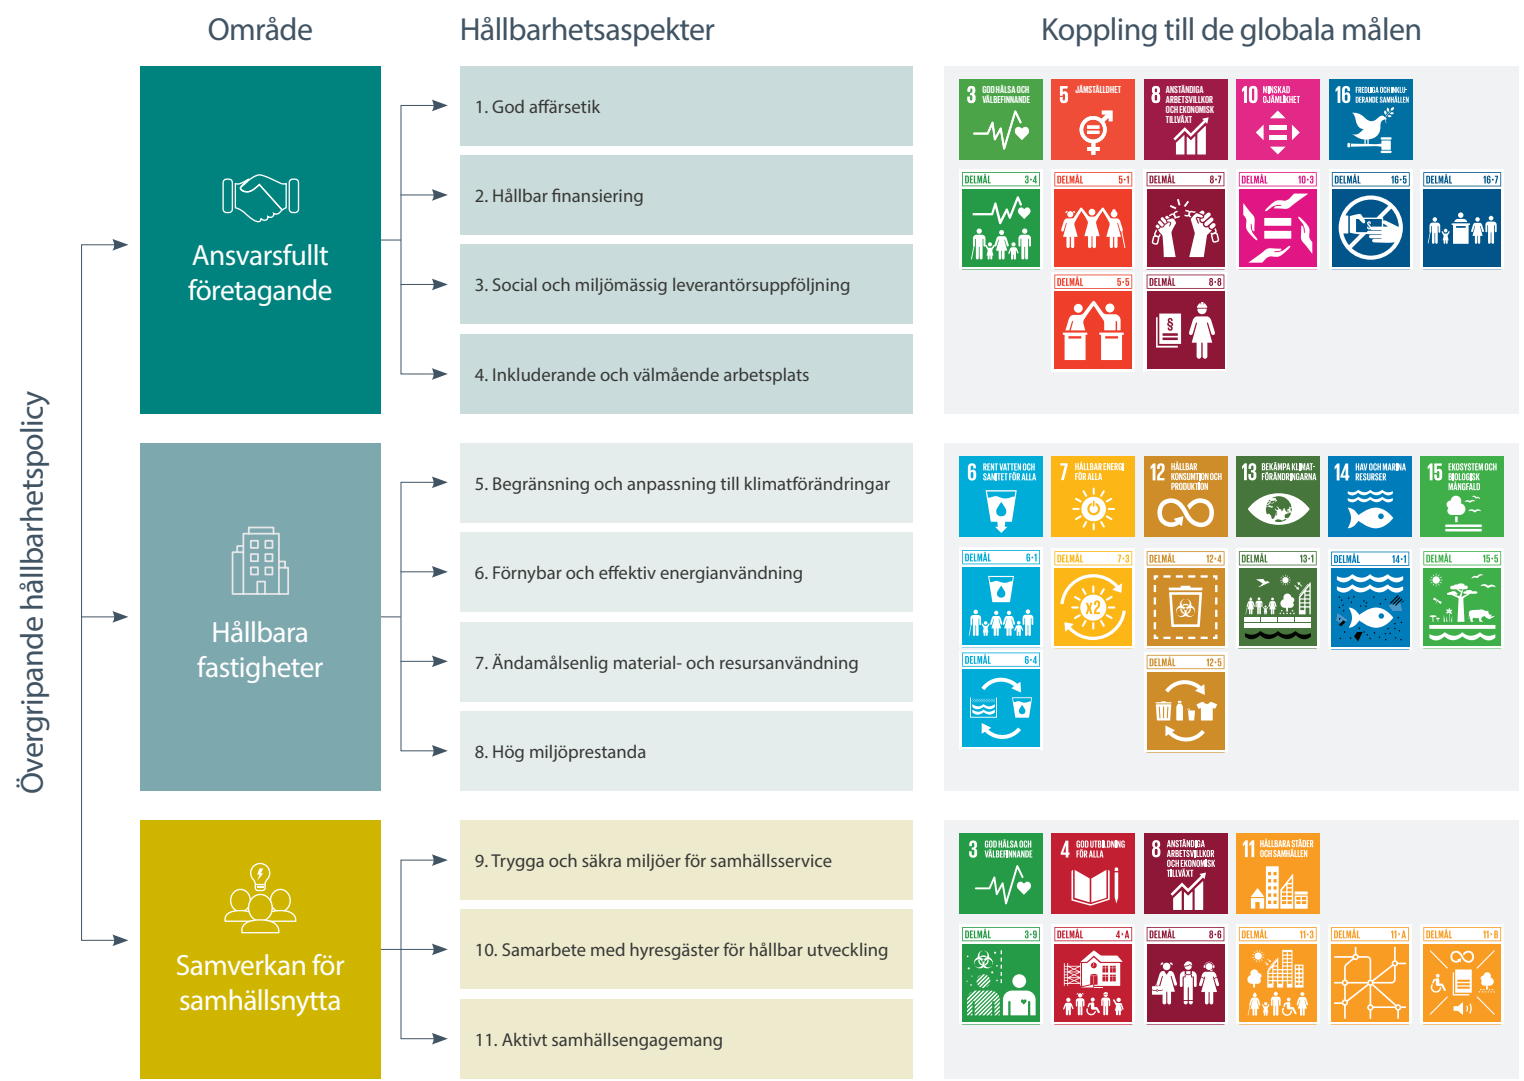 Område
Hållbarhetsaspekter
Koppling till de globala målen
Övergripande hållbarhetspolicy
Ansvarsfullt
företagande
1. God affärsetik
2. Hållbar finansiering
3. Social och miljömässig leverantörsuppföljning
4. Inkluderande och välmående arbetsplats
3 GOD HÄLSA OCH
VÄLBEFINNANDE
5 JÄMSTÄLLDHET
8 ANSTÄNDIGA
ARBETSVILLKOR
OCH EKONOMISK
TILLVÄXT
10 MINSKAD
OJÄMLIKHET
16 FREDLIGA OCH INKLU-
DERANDE SAMHÄLLEN
DELMÅL 3·4
DELMÅL 5·1
DELMÅL 8·7
DELMÅL 10·3
DELMÅL 16·5
DELMÅL 16·7
DELMÅL 5·5
DELMÅL 8·8
§
Hållbara
fastigheter
5. Begränsning och anpassning till klimatförändringar
6. Förnybar och effektiv energianvändning
7. Ändamålsenlig material- och resursanvändning
8. Hög miljöprestanda
6 RENT VATTEN OCH
SANITET FÖR ALLA
7 HÅLLBAR ENERGI
FÖR ALLA
12 HÅLLBAR
KONSUMTION OCH
PRODUKTION
13 BEKÄMPA KLIMAT-
FÖRÄNDRINGARNA
14 HAV OCH MARINA
RESURSER
15 EKOSYSTEM OCH
BIOLOGISK
MÅNGFALD
DELMÅL 6·1
DELMÅL 7·3
X2
DELMÅL 12·4
DELMÅL 13·1
DELMÅL 14·1
DELMÅL 15·5
DELMÅL 6·4
DELMÅL 12·5
Samverkan för
samhällsnytta
9. Trygga och säkra miljöer för samhällsservice
10. Samarbete med hyresgäster för hållbar utveckling
11. Aktivt samhällsengagemang
3 GOD HÄLSA OCH
VÄLBEFINNANDE
4 GOD UTBILDNING
FÖR ALLA
8 ANSTÄNDIGA
ARBETSVILLKOR
OCH EKONOMISK
TILLVÄXT
11 HÅLLBARA STÄDER
OCH SAMHÄLLEN
DELMÅL 3·9
DELMÅL 4·A
DELMÅL 8·6
DELMÅL 11·3
DELMÅL 11·A
DELMÅL 11·B